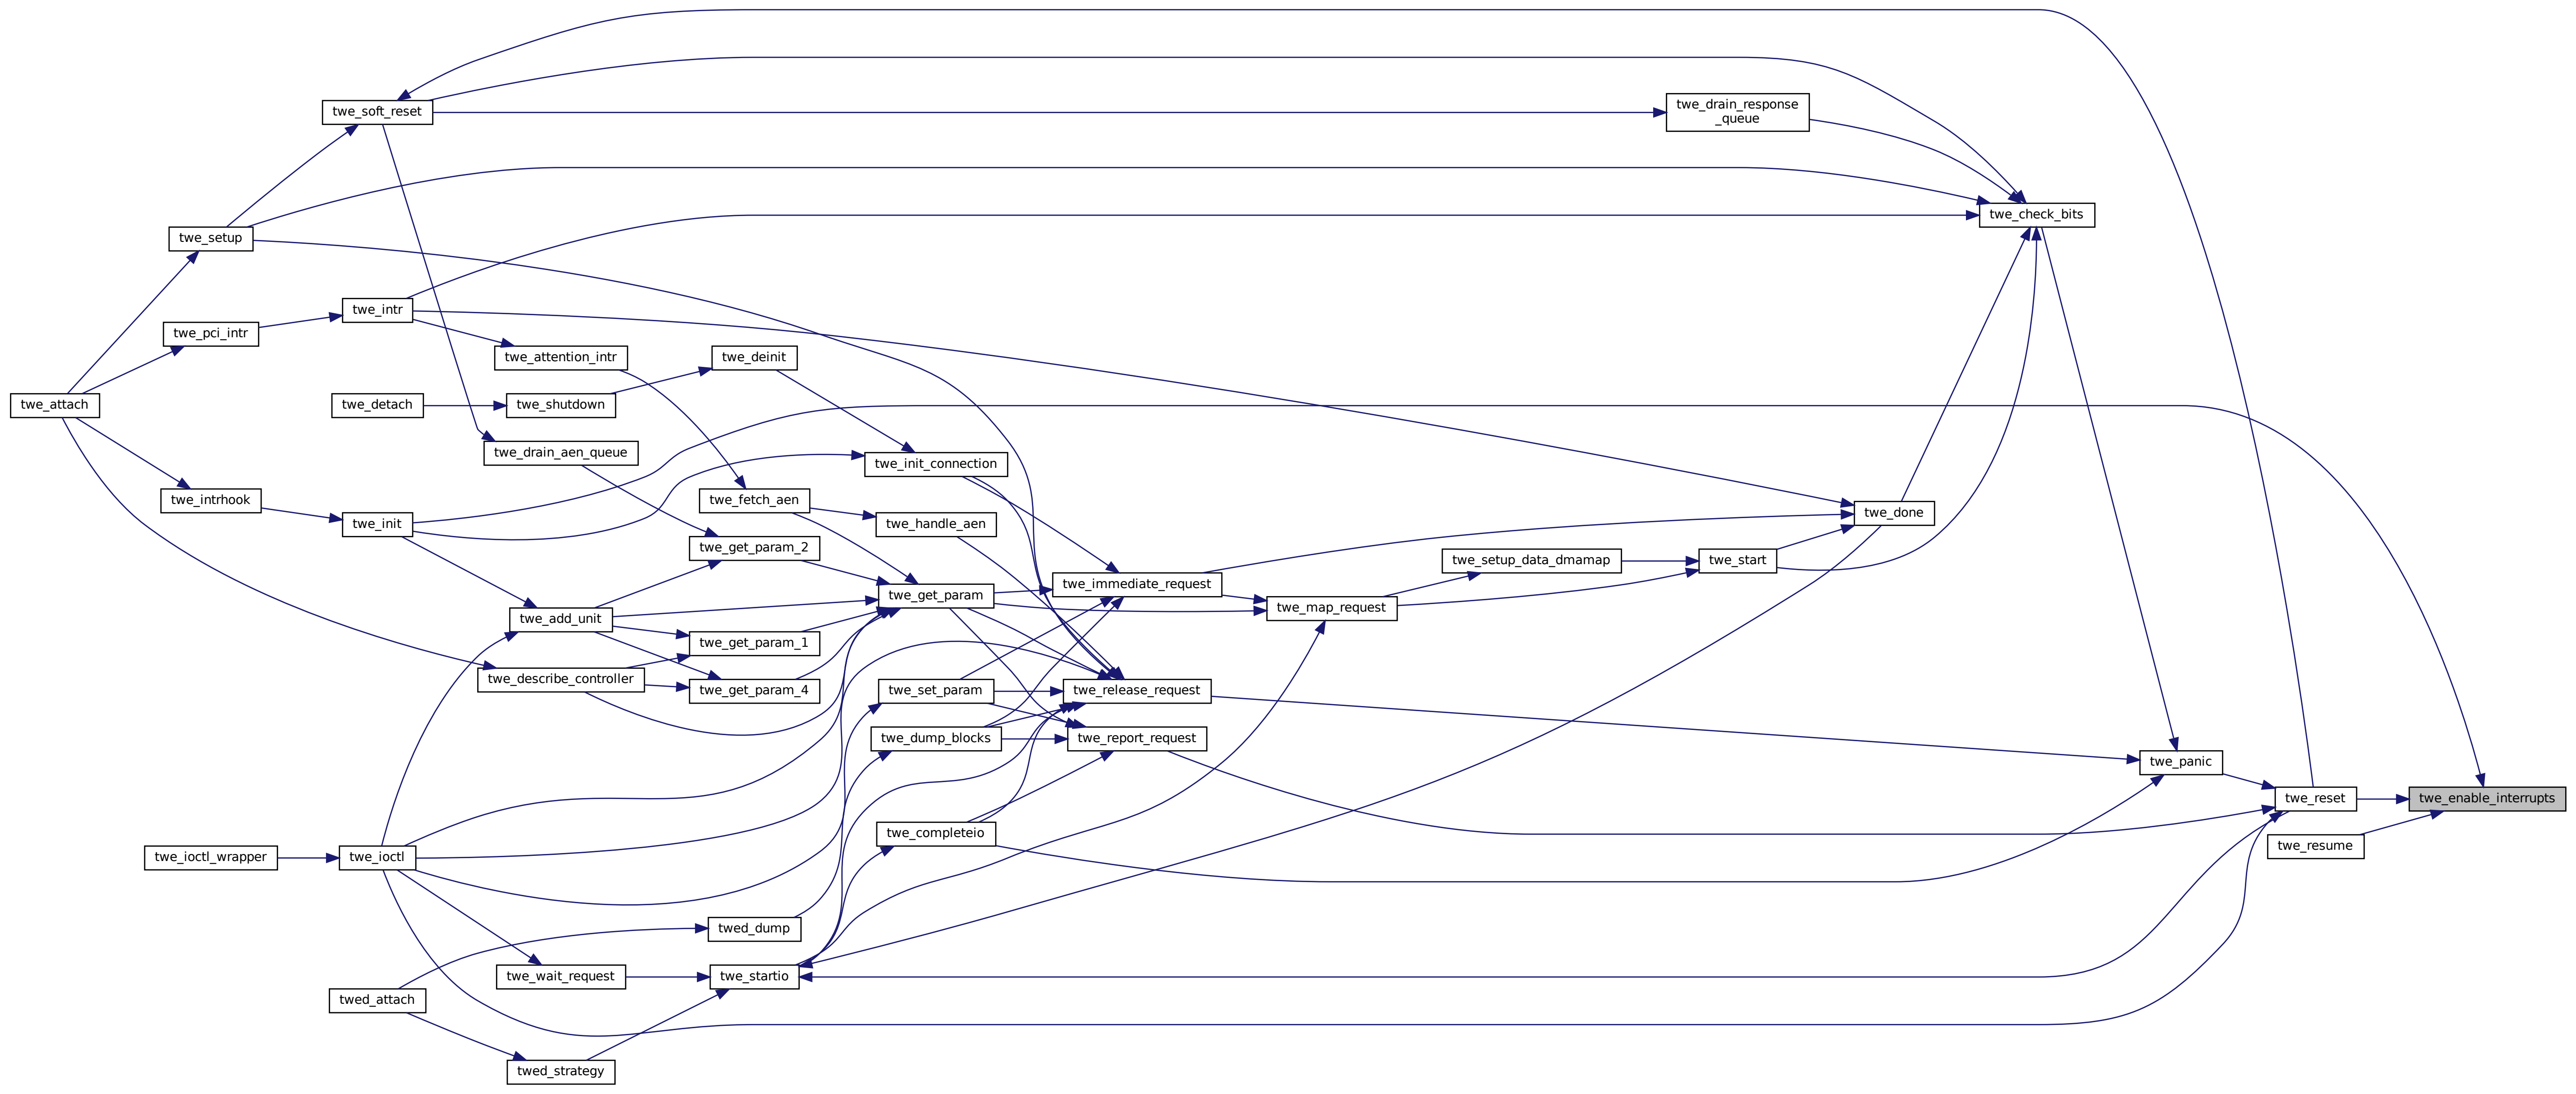 twe_soft_reset
twe_drain_response
_queue
twe_check_bits
twe_setup
twe_intr
twe_pci_intr
twe_attention_intr
twe_deinit
twe_attach
twe_detach
twe_shutdown
twe_drain_aen_queue
twe_init_connection
twe_intrhook
twe_fetch_aen
twe_init
twe_handle_aen
twe_done
twe_get_param_2
twe_setup_data_dmamap
twe_start
twe_immediate_request
twe_get_param
twe_map_request
twe_add_unit
twe_get_param_1
twe_describe_controller
twe_get_param_4
twe_set_param
twe_release_request
twe_dump_blocks
twe_report_request
twe_panic
twe_reset
twe_enable_interrupts
twe_completeio
twe_resume
twe_ioctl_wrapper
twe_ioctl
twed_dump
twe_wait_request
twe_startio
twed_attach
twed_strategy